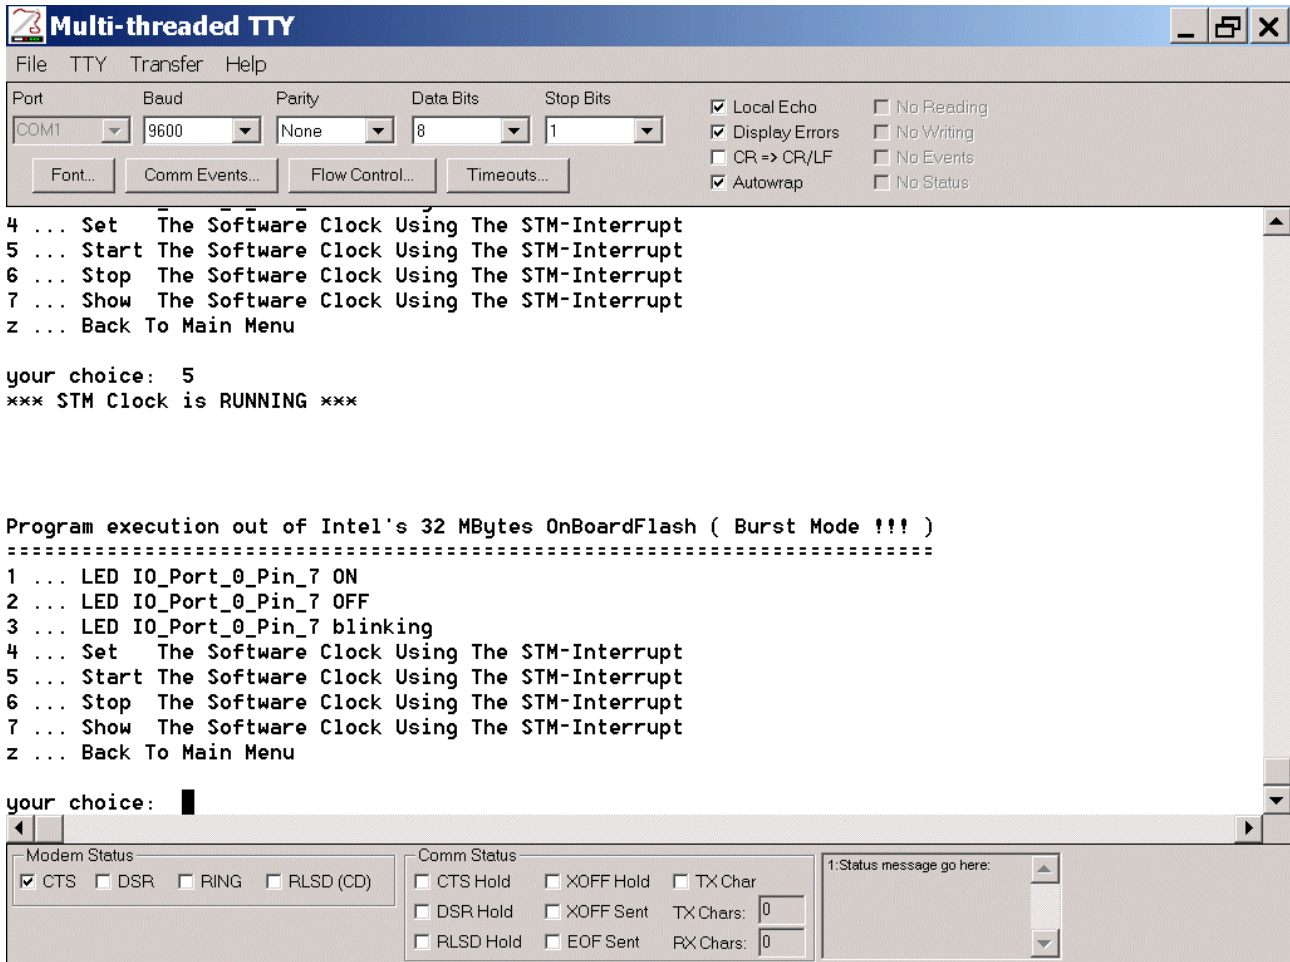 Multi-threaded TTY
File TTY Transfer Help
Port Baud Parity Data Bits Stop Bits
COM1 9600 None 8 1
Font... Comm Events... Flow Control... Timeouts...
Local Echo No Reading
Display Errors No Writing
CR => CR/LF No Events
Autowrap No Status
4 ... Set   The Software Clock Using The STM-Interrupt
5 ... Start The Software Clock Using The STM-Interrupt
6 ... Stop  The Software Clock Using The STM-Interrupt
7 ... Show  The Software Clock Using The STM-Interrupt
z ... Back To Main Menu
your choice:  5
*** STM Clock is RUNNING ***
Program execution out of Intel's 32 MBytes OnBoardFlash ( Burst Mode !!! )
==========================================================================
1 ... LED IO_Port_0_Pin_7 ON
2 ... LED IO_Port_0_Pin_7 OFF
3 ... LED IO_Port_0_Pin_7 blinking
4 ... Set   The Software Clock Using The STM-Interrupt
5 ... Start The Software Clock Using The STM-Interrupt
6 ... Stop  The Software Clock Using The STM-Interrupt
7 ... Show  The Software Clock Using The STM-Interrupt
z ... Back To Main Menu
your choice:
Modem Status
CTS DSR RING RLSD (CD)
Comm Status
CTS Hold XOFF Hold TX Char
DSR Hold XOFF Sent TX Chars: 0
RLSD Hold EOF Sent RX Chars: 0
1:Status message go here: